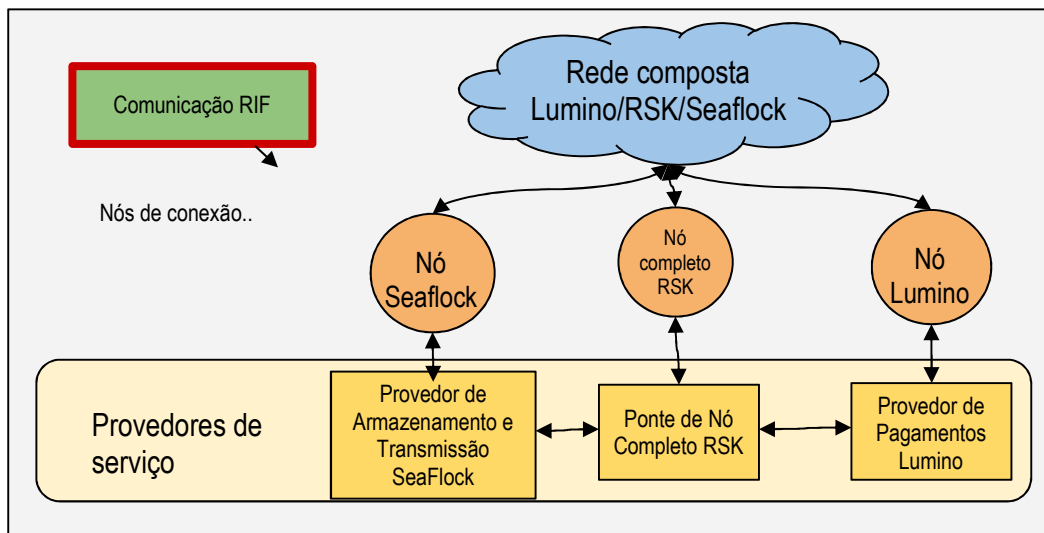 Rede composta
Lumino/RSK/Seaflock
Comunicação RIF
Nós de conexão..
Nó
Seaflock
Nó
completo
RSK
Nó
Lumino
Provedores de
serviço
Provedor de
Armazenamento e
Transmissão
SeaFlock
Ponte de Nó
Completo RSK
Provedor de
Pagamentos
Lumino